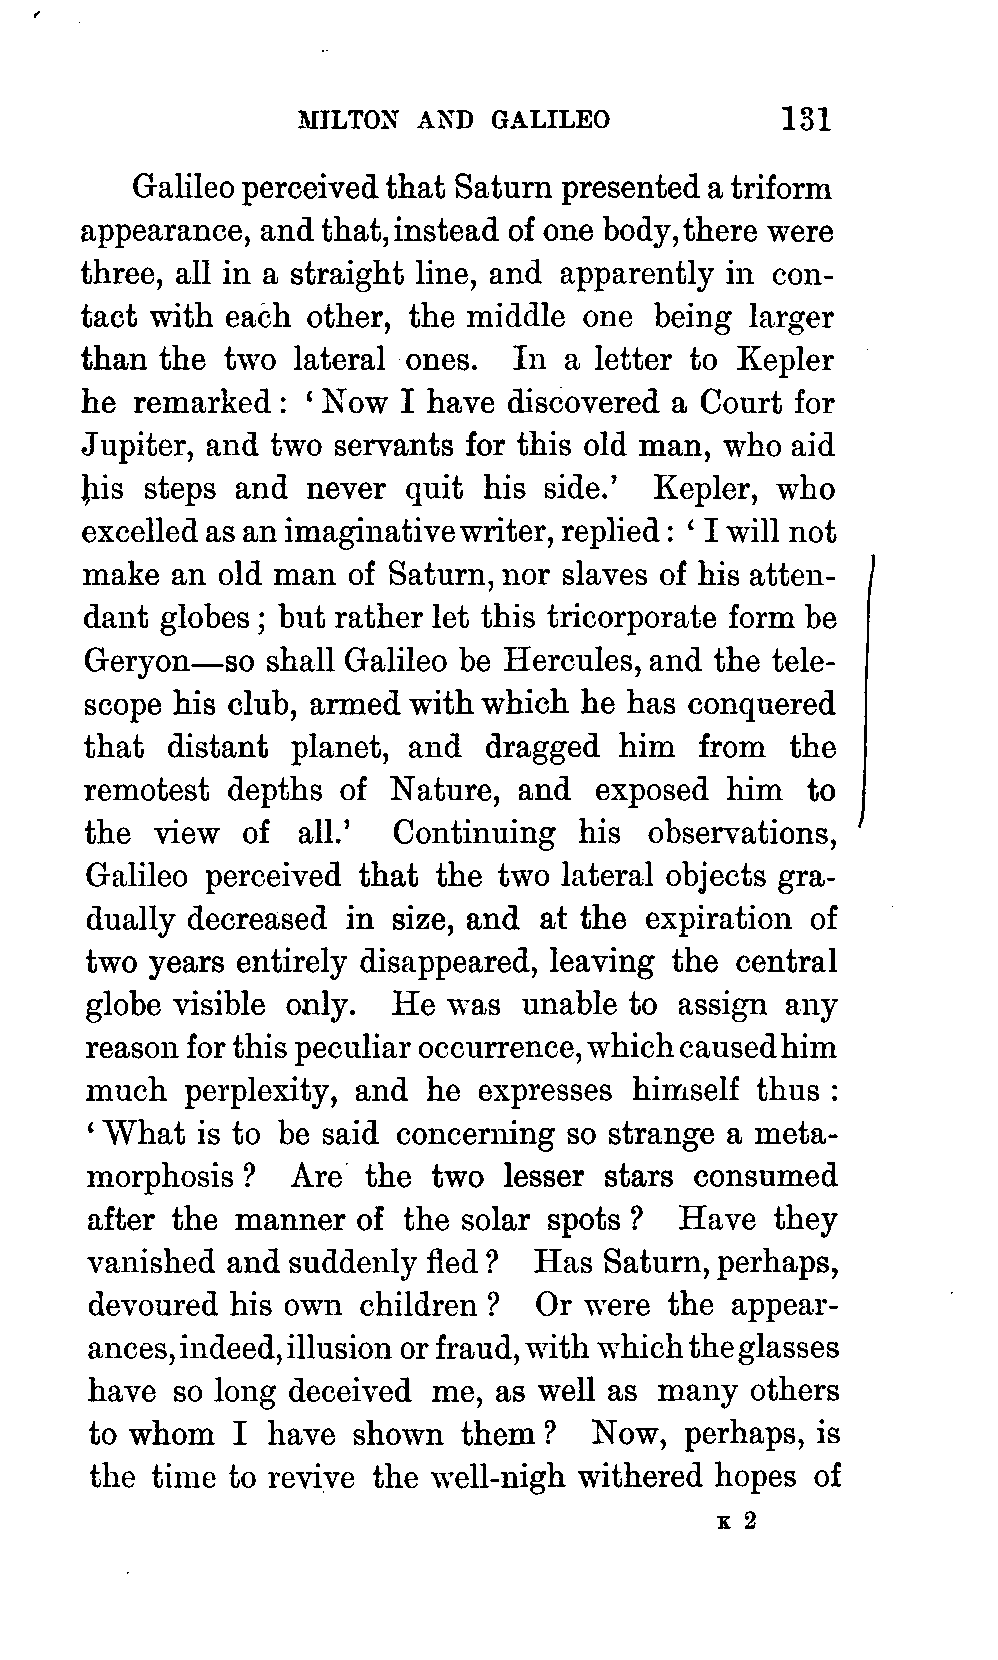 MILTON AND GALILEO 131
Galileo perceived that Saturn presented a triform
appearance, and that, instead of one body, there were
three, all in a straight line, and apparently in con-
tact with each other, the middle one being larger
than the two lateral ones. In a letter to Kepler
he remarked : ‘ Now I have discovered a Court for
Jupiter, and two servants for this old man, who aid
his steps and never quit his side.’ Kepler, who
excelled as an imaginative writer, replied : ‘ I will not
make an old man of Saturn, nor slaves of his atten-
dant globes ; but rather let this tricorporate form be
Geryon—so shall Galileo be Hercules, and the tele-
scope his club, armed with which he has conquered
that distant planet, and dragged him from the
remotest depths of Nature, and exposed him to
the view of all.’ Continuing his observations,
Galileo perceived that the two lateral objects gra-
dually decreased in size, and at the expiration of
two years entirely disappeared, leaving the central
globe visible only. He was unable to assign any
reason for this peculiar occurrence, which caused him
much perplexity, and he expresses himself thus :
‘ What is to be said concerning so strange a meta-
morphosis ? Are the two lesser stars consumed
after the manner of the solar spots ? Have they
vanished and suddenly fled ? Has Saturn, perhaps,
devoured his own children ? Or were the appear-
ances, indeed, illusion or fraud, with which the glasses
have so long deceived me, as well as many others
to whom I have shown them ? Now, perhaps, is
the time to revive the well-nigh withered hopes of
K 2